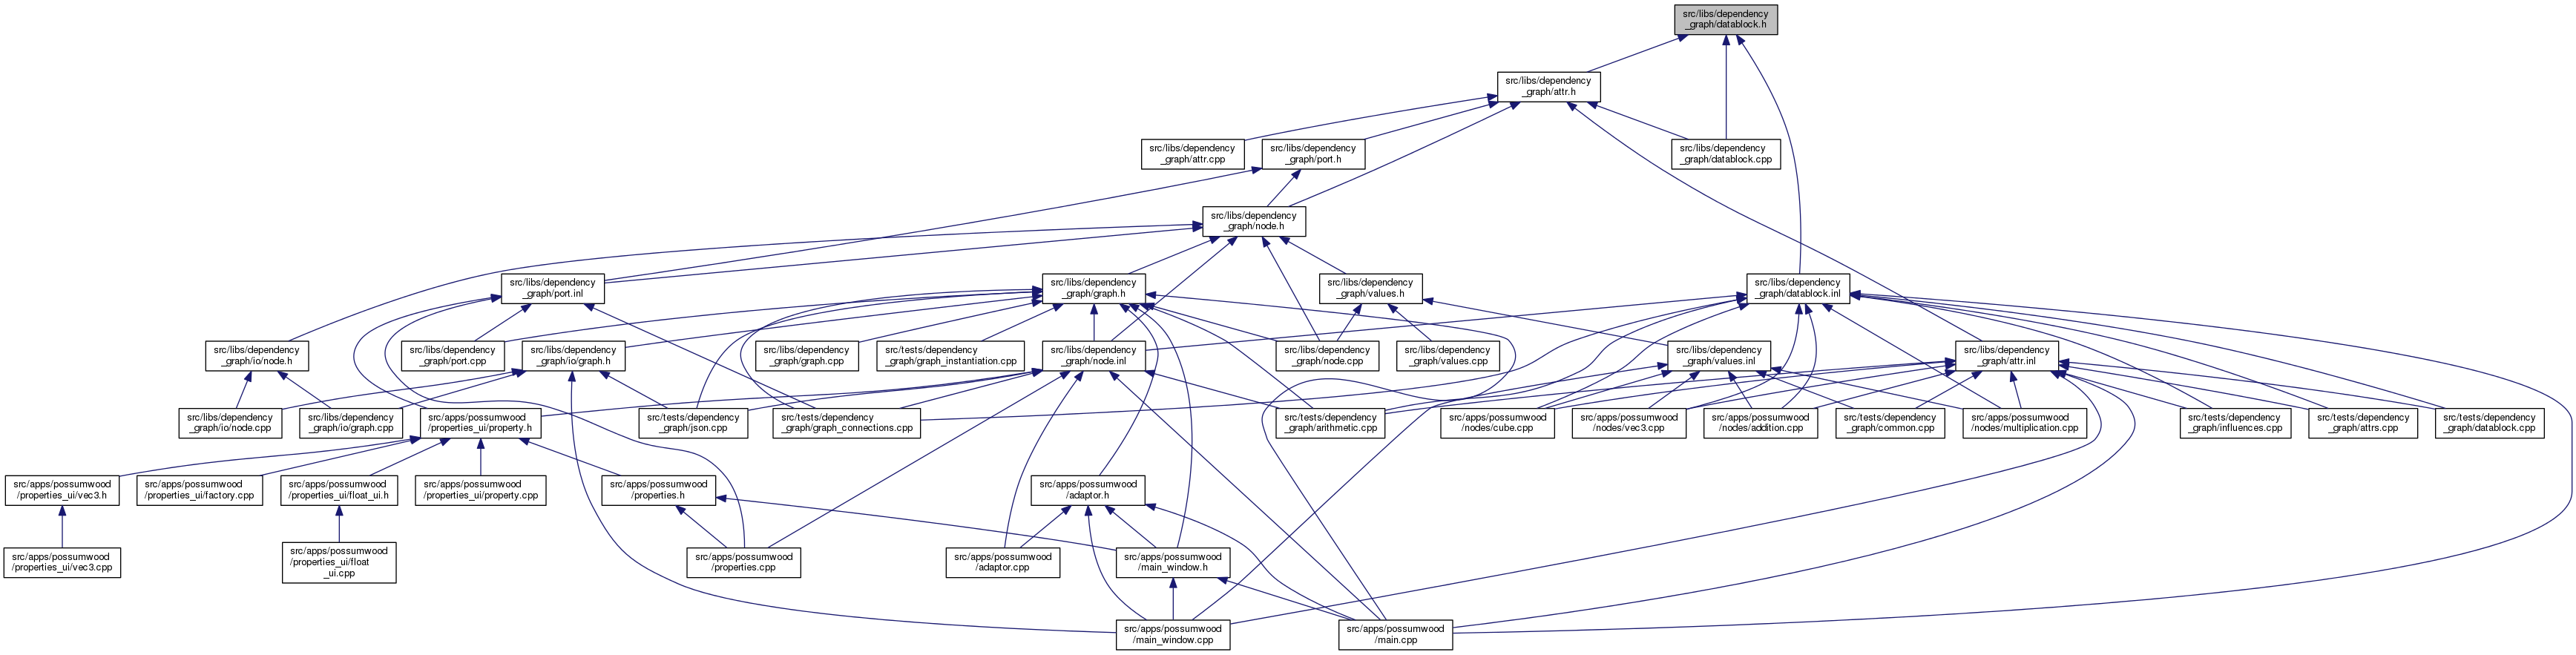 src/libs/dependency
_graph/datablock.h
src/libs/dependency
_graph/attr.h
src/libs/dependency
_graph/attr.cpp
src/libs/dependency
_graph/port.h
src/libs/dependency
_graph/datablock.cpp
src/libs/dependency
_graph/node.h
src/libs/dependency
_graph/port.inl
src/libs/dependency
_graph/graph.h
src/libs/dependency
_graph/values.h
src/libs/dependency
_graph/datablock.inl
src/libs/dependency
_graph/io/node.h
src/libs/dependency
_graph/port.cpp
src/libs/dependency
_graph/io/graph.h
src/libs/dependency
_graph/graph.cpp
src/tests/dependency
_graph/graph_instantiation.cpp
src/libs/dependency
_graph/node.inl
src/libs/dependency
_graph/node.cpp
src/libs/dependency
_graph/values.cpp
src/libs/dependency
_graph/values.inl
src/libs/dependency
_graph/attr.inl
src/libs/dependency
_graph/io/node.cpp
src/libs/dependency
_graph/io/graph.cpp
src/apps/possumwood
/properties_ui/property.h
src/tests/dependency
_graph/json.cpp
src/tests/dependency
_graph/graph_connections.cpp
src/tests/dependency
_graph/arithmetic.cpp
src/apps/possumwood
/nodes/cube.cpp
src/apps/possumwood
/nodes/vec3.cpp
src/apps/possumwood
/nodes/addition.cpp
src/tests/dependency
_graph/common.cpp
src/apps/possumwood
/nodes/multiplication.cpp
src/tests/dependency
_graph/influences.cpp
src/tests/dependency
_graph/attrs.cpp
src/tests/dependency
_graph/datablock.cpp
src/apps/possumwood
/properties_ui/vec3.h
src/apps/possumwood
/properties_ui/factory.cpp
src/apps/possumwood
/properties_ui/float_ui.h
src/apps/possumwood
/properties_ui/property.cpp
src/apps/possumwood
/properties.h
src/apps/possumwood
/adaptor.h
src/apps/possumwood
/properties_ui/vec3.cpp
src/apps/possumwood
/properties_ui/float
_ui.cpp
src/apps/possumwood
/properties.cpp
src/apps/possumwood
/adaptor.cpp
src/apps/possumwood
/main_window.h
src/apps/possumwood
/main_window.cpp
src/apps/possumwood
/main.cpp